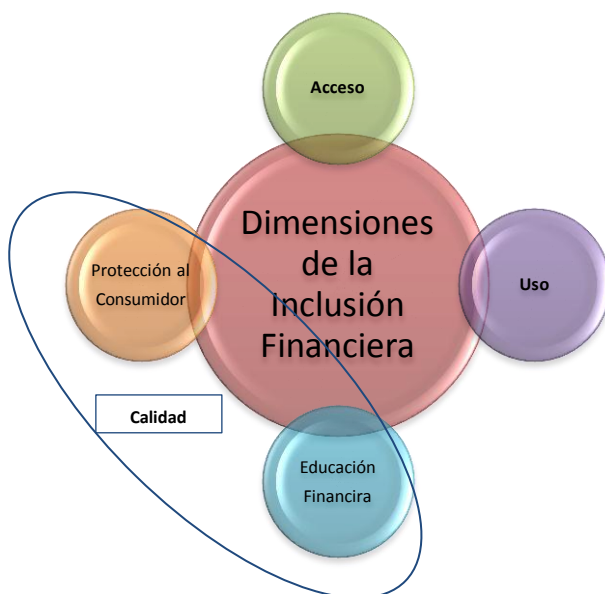 Acceso
Dimensiones
de la
Inclusión
Financiera
Protección al
Consumidor
Uso
Calidad
Educación
Financira